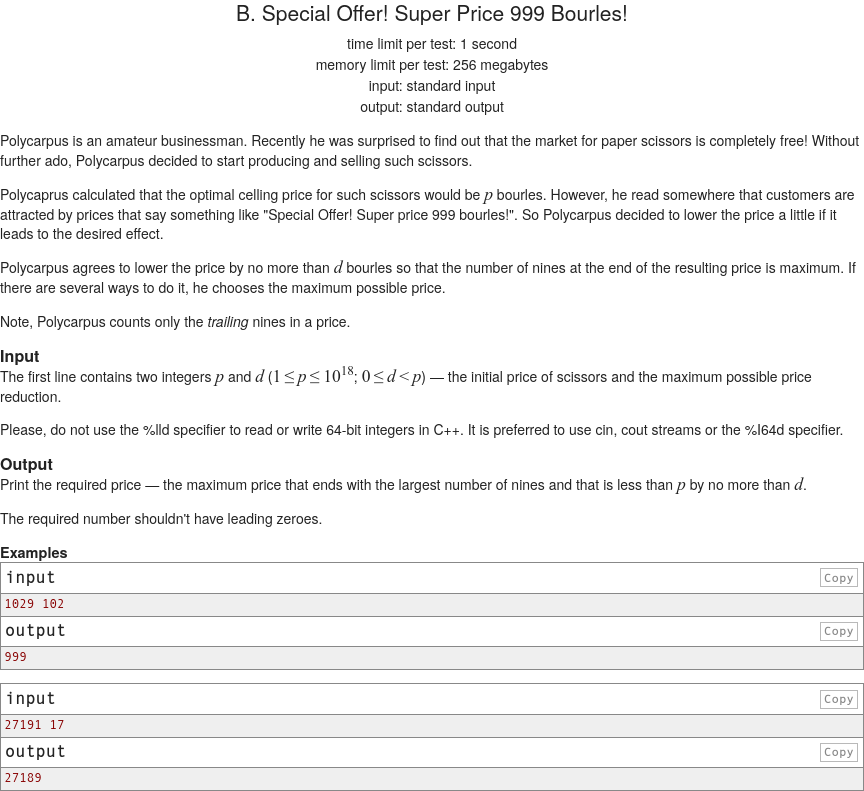 B. Special Offer! Super Price 999 Bourles!
time limit per test: 1 second
memory limit per test: 256 megabytes
input: standard input
output: standard output
Polycarpus is an amateur businessman. Recently he was surprised to find out that the market for paper scissors is completely free! Without
further ado, Polycarpus decided to start producing and selling such scissors.
Polycaprus calculated that the optimal celling price for such scissors would be p bourles. However, he read somewhere that customers are
attracted by prices that say something like "Special Offer! Super price 999 bourles!". So Polycarpus decided to lower the price a little if it
leads to the desired effect.
Polycarpus agrees to lower the price by no more than d bourles so that the number of nines at the end of the resulting price is maximum. If
there are several ways to do it, he chooses the maximum possible price.
Note, Polycarpus counts only the trailing nines in a price.
Input
The first line contains two integers p and d (1 ≤ p ≤ 10^18; 0 ≤ d < p) — the initial price of scissors and the maximum possible price
reduction.
Please, do not use the %lld specifier to read or write 64-bit integers in C++. It is preferred to use cin, cout streams or the %I64d specifier.
Output
Print the required price — the maximum price that ends with the largest number of nines and that is less than p by no more than d.
The required number shouldn't have leading zeroes.
Examples
input Copy
1029 102
output Copy
999
input Copy
27191 17
output Copy
27189